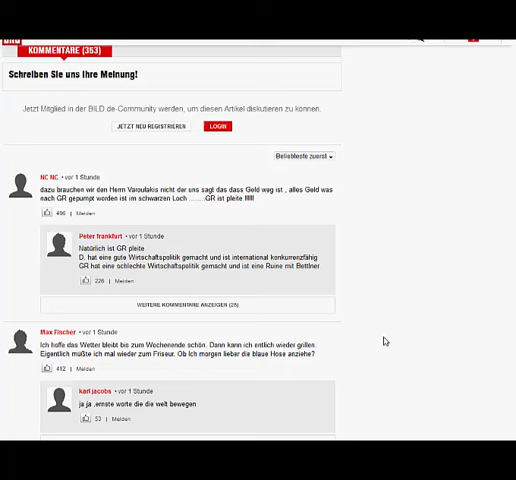 KOMMENTARE (353)
Schreiben Sie uns Ihre Meinung!
Jetzt Mitglied in der BILD.de-Community werden, um diesen Artikel diskutieren zu können.
JETZT NEU REGISTRIEREN LOGIN
Beliebteste zuerst
NC NC • vor 1 Stunde
dazu brauchen wir den Herrn Varoulakis nicht der uns sagt das dass Geld weg ist , alles Geld was
nach GR gepumpt worden ist im schwarzen Loch ........GR ist pleite !!!!!!
496 | Melden
Peter frankfurt • vor 1 Stunde
Natürlich ist GR pleite
D. hat eine gute Wirtschaftspolitik gemacht und ist international konkurrenzfähig
GR hat eine schlechte Wirtschaftspolitik gemacht und ist eine Ruine mit Bettlner
226 | Melden
WEITERE KOMMENTARE ANZEIGEN (25)
Max Fischer • vor 1 Stunde
Ich hoffe das Wetter bleibt bis zum Wochenende schön. Dann kann ich entlich wieder grillen.
Eigentlich müßte ich mal wieder zum Friseur. Ob Ich morgen lieber die blaue Hose anziehe?
412 | Melden
karl jacobs • vor 1 Stunde
ja ja ,ernste worte die die welt bewegen
53 | Melden